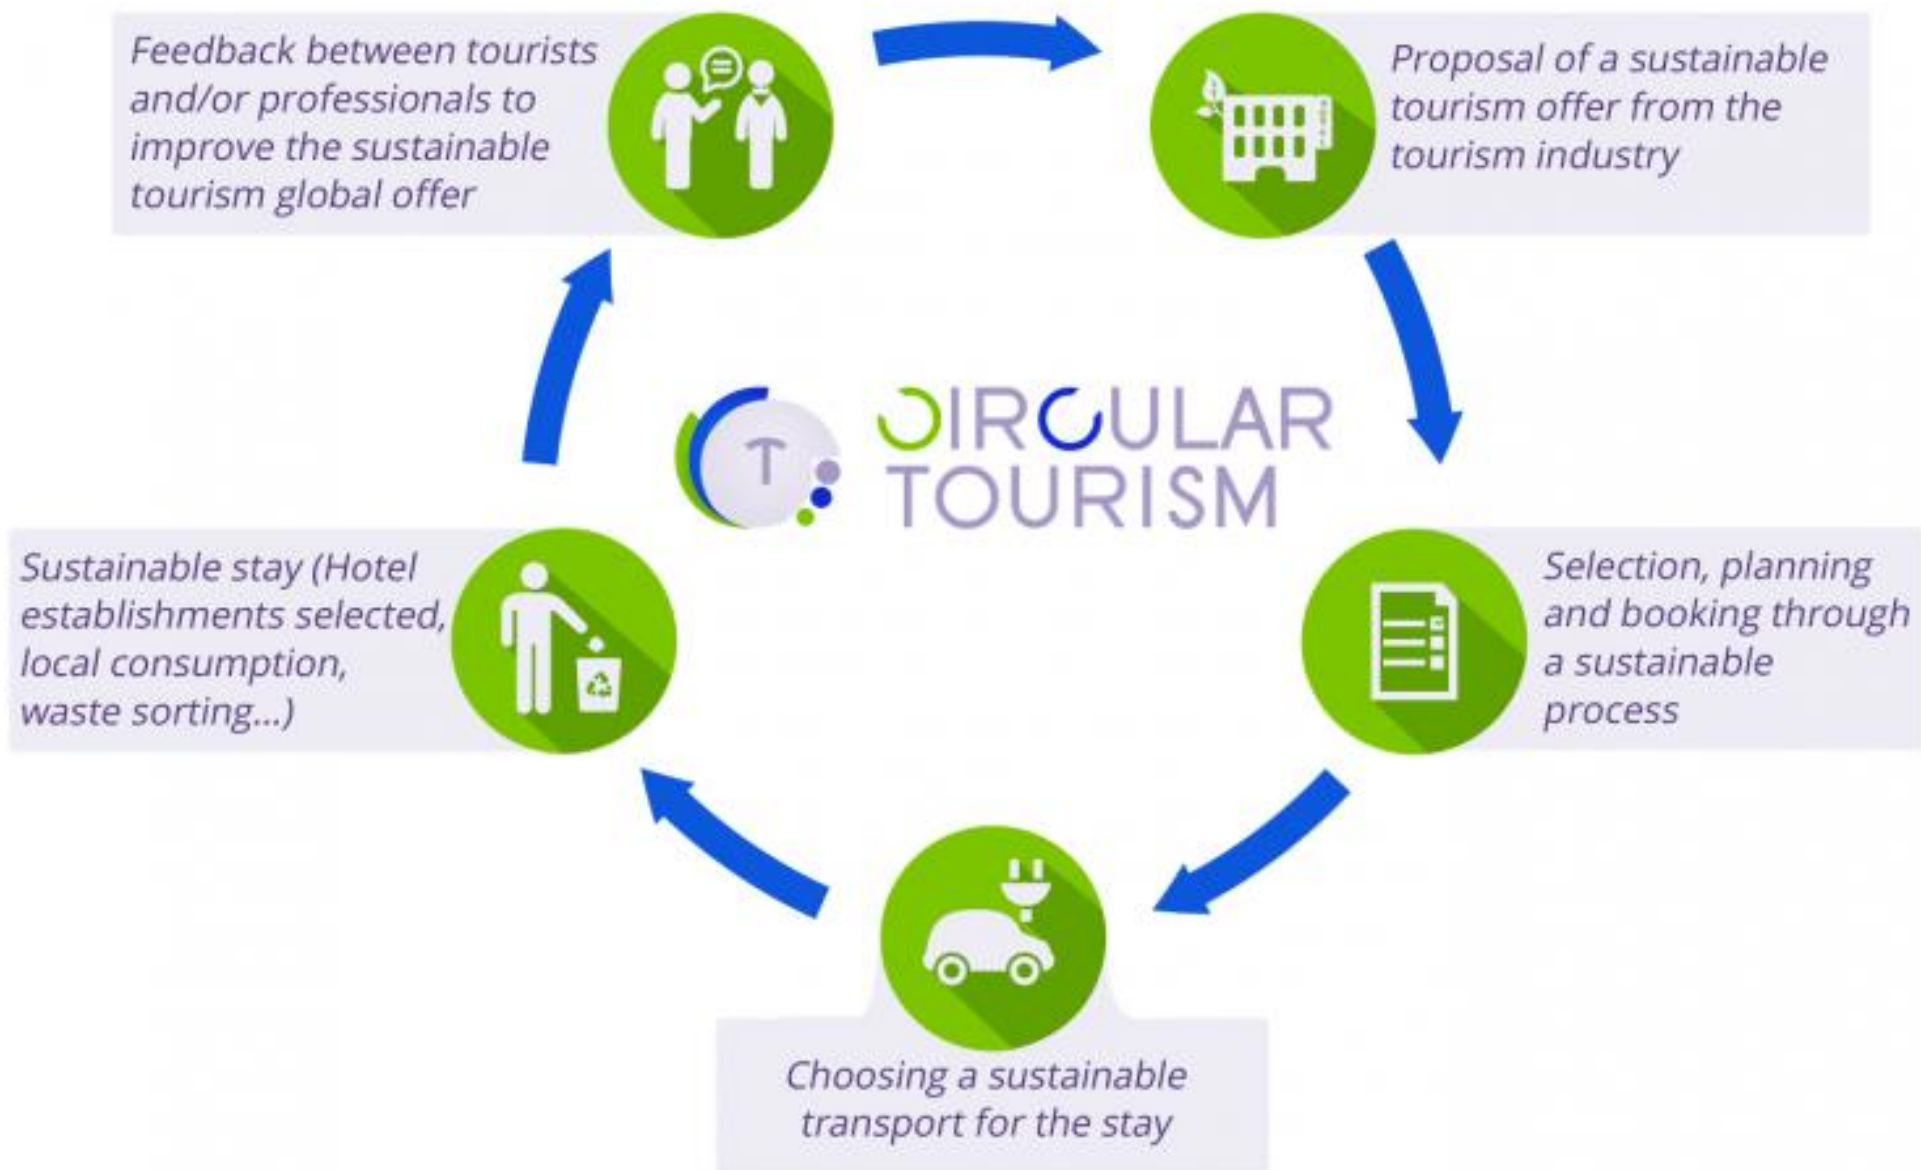 Feedback between tourists
and/or professionals to
improve the sustainable
tourism global offer
Proposal of a sustainable
tourism offer from the
tourism industry
T
CIRCULAR
TOURISM
Sustainable stay (Hotel
establishments selected,
local consumption,
waste sorting...)
Selection, planning
and booking through
a sustainable
process
Choosing a sustainable
transport for the stay